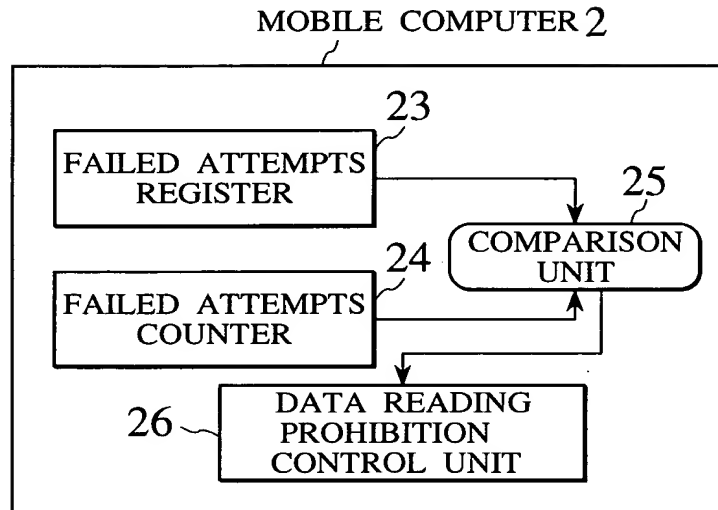 MOBILE COMPUTER 2
23
FAILED ATTEMPTS
REGISTER
25
COMPARISON
UNIT
24
FAILED ATTEMPTS
COUNTER
26
DATA READING
PROHIBITION
CONTROL UNIT